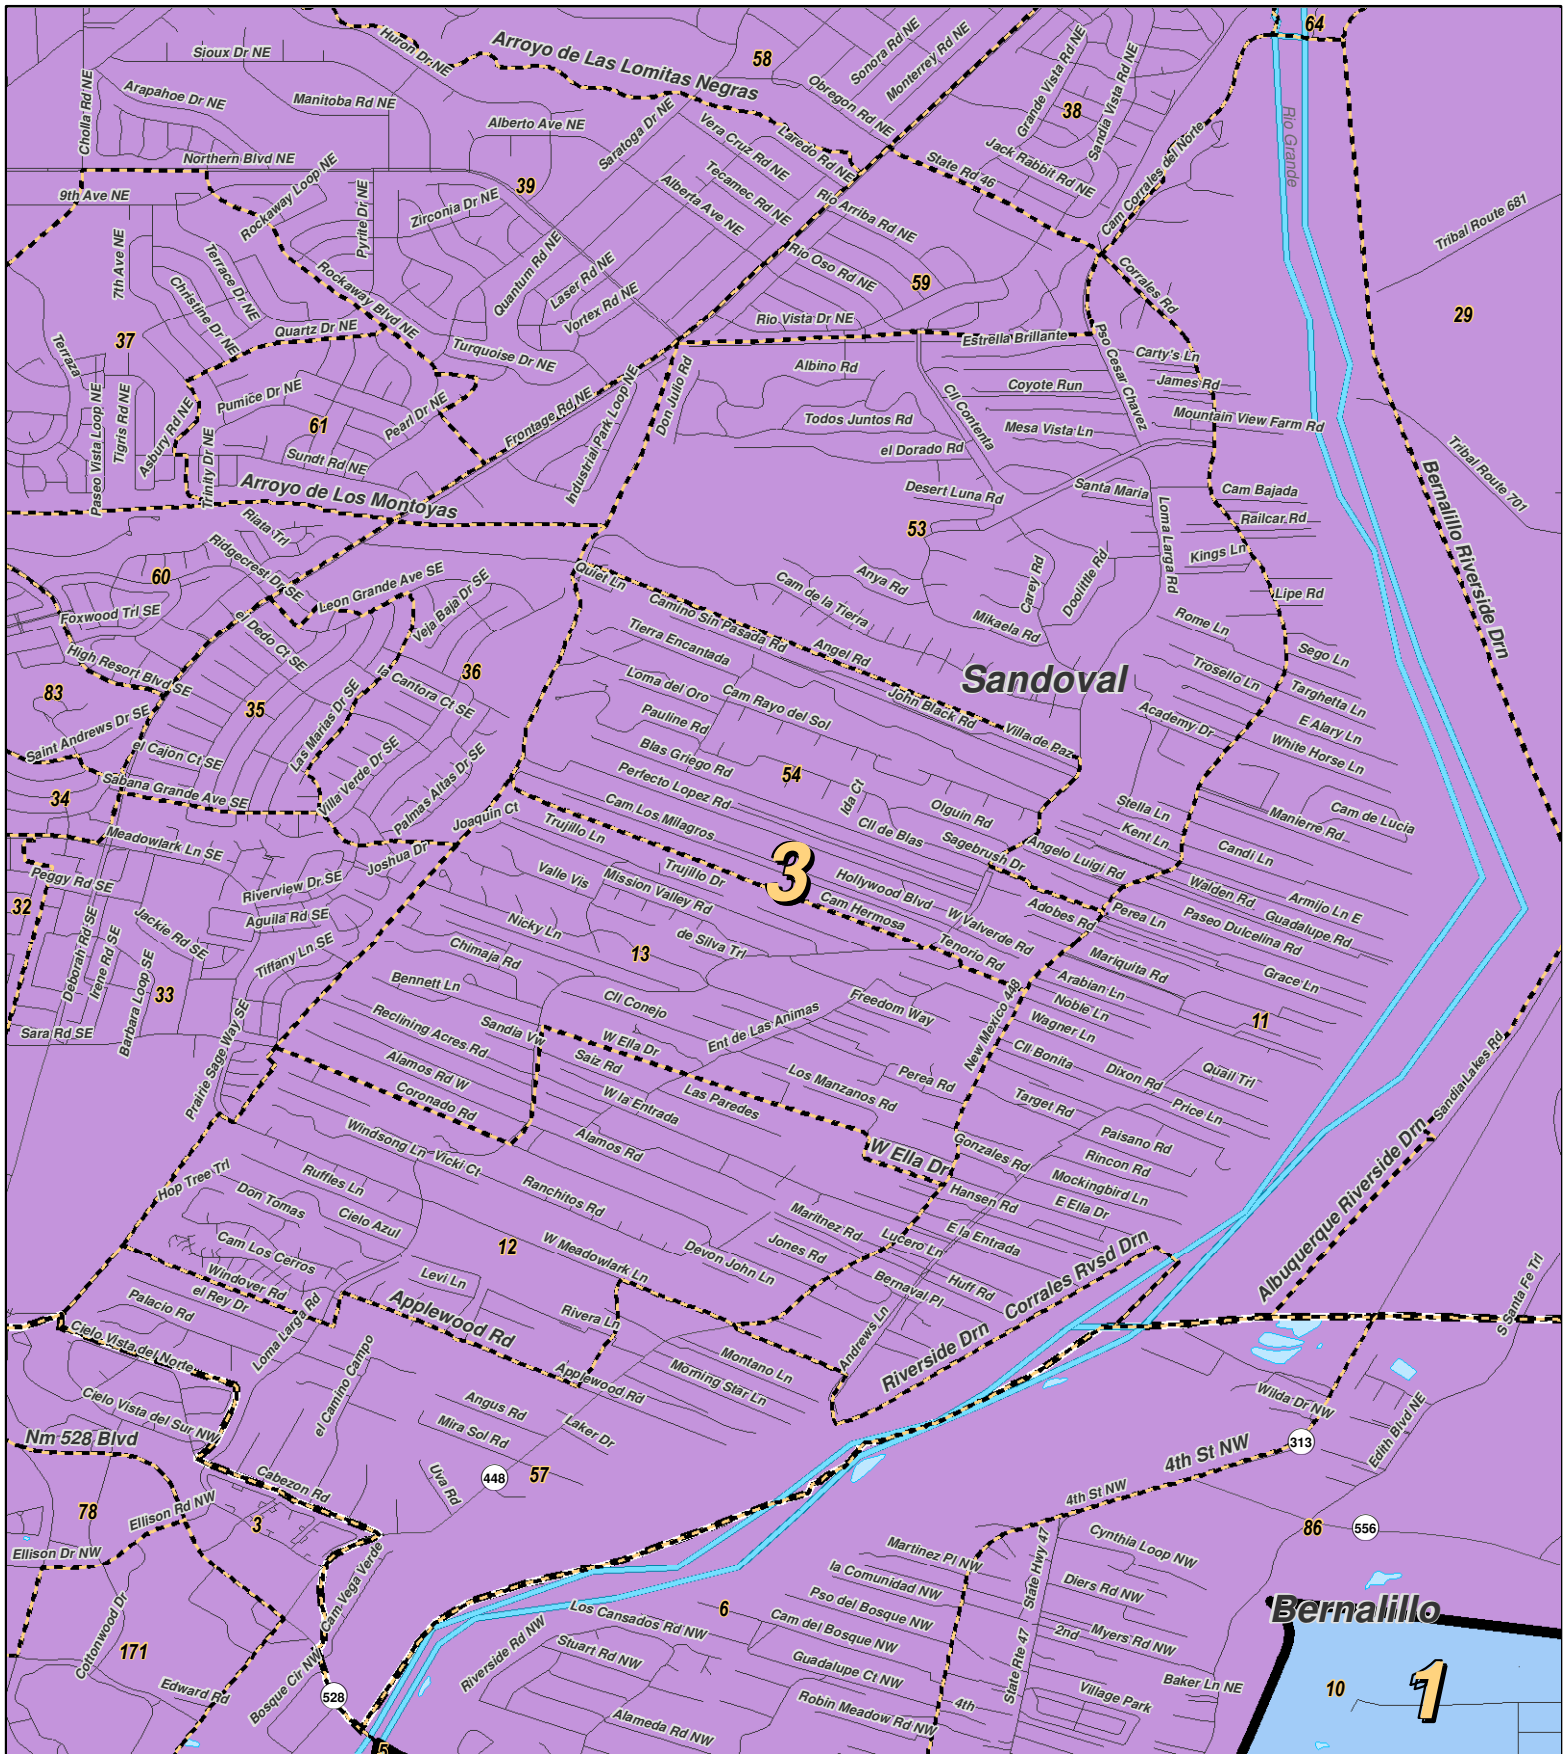 64
Sioux Dr NE
Huron Dr NE
Arroyo de Las Lomitas Negras
58
Sonora Rd NE
Monterrey Rd NE
Obregon Rd NE
Grande Vista Rd NE
Sandia Vista Rd NE
38
Cholla Rd NE
Arapahoe Dr NE
Manitoba Rd NE
Alberto Ave NE
Saratoga Dr NE
Vera Cruz Rd NE
Laredo Rd NE
State Rd 46
Jack Rabbit Rd NE
Cam Corrales del Norte
Rio Grande
Northern Blvd NE
9th Ave NE
Rockaway Loop NE
Pyrite Dr NE
Zirconia Dr NE
39
Tecamec Rd NE
Alberta Ave NE
Rio Arriba Rd NE
Tribal Route 681
7th Ave NE
Terrace Dr NE
Christine Dr NE
Rockaway Blvd NE
Quantum Rd NE
Laser Rd NE
Vortex Rd NE
Rio Oso Rd NE
59
Corrales Rd
29
Quartz Dr NE
37
Terraza
Turquoise Dr NE
Rio Vista Dr NE
Estrella Brillante
Pso Cesar Chavez
Carty's Ln
James Rd
Albino Rd
Coyote Run
Cll Contenta
Mountain View Farm Rd
Paseo Vista Loop NE
Tigris Rd NE
Asbury Rd NE
Pumice Dr NE
61
Pearl Dr NE
Frontage Rd NE
Industrial Park Loop NE
Don Julio Rd
Todos Juntos Rd
Mesa Vista Ln
el Dorado Rd
Trinity Dr NE
Sundt Rd NE
Arroyo de Los Montoyas
Desert Luna Rd
Santa Maria
Cam Bajada
Railcar Rd
Loma Larga Rd
Kings Ln
Tribal Route 701
Bernalillo Riverside Drn
53
Riata Trl
Ridgecrest Dr SE
60
Leon Grande Ave SE
Veja Baja Dr SE
Quiet Ln
Camino Sin Pasada Rd
Cam de la Tierra
Anya Rd
Carey Rd
Doolittle Rd
Mikaela Rd
Lipe Rd
Rome Ln
Foxwood Trl SE
High Resort Blvd SE
el Dedo Ct SE
36
la Cantora Ct SE
Tierra Encantada
Angel Rd
Sandoval
Sego Ln
Trosello Ln
Targhetta Ln
83
35
Saint Andrews Dr SE
el Cajon Ct SE
Las Marias Dr SE
Loma del Oro
Cam Rayo del Sol
John Black Rd
Villa de Paz
Academy Dr
E Alary Ln
White Horse Ln
Pauline Rd
Blas Griego Rd
54
34
Sabana Grande Ave SE
Villa Verde Dr SE
Palmas Altas Dr SE
Perfecto Lopez Rd
Cam Los Milagros
Ida Ct
Cll de Blas
Olguin Rd
Stella Ln
Kent Ln
Manierre Rd
Cam de Lucia
Candi Ln
Meadowlark Ln SE
Joshua Dr
Joaquin Ct
Trujillo Ln
Sagebrush Dr
Angelo Luigi Rd
3
Peggy Rd SE
32
Riverview Dr SE
Aguila Rd SE
Valle Vis
Trujillo Dr
Mission Valley Rd
Hollywood Blvd
Cam Hermosa
W Valverde Rd
Adobes Rd
Perea Ln
Walden Rd
Armijo Ln E
Guadalupe Rd
Paseo Dulcelina Rd
Deborah Rd SE
Irene Rd SE
Jackie Rd SE
Barbara Loop SE
Tiffany Ln SE
Nicky Ln
Chimaja Rd
de Silva Trl
Tenorio Rd
13
33
Bennett Ln
Mariquita Rd
Grace Ln
Sara Rd SE
Prairie Sage Way SE
Reclining Acres Rd
Sandia Vw
Cll Conejo
Ent de Las Animas
Freedom Way
New Mexico 448
Arabian Ln
Noble Ln
Wagner Ln
11
Alamos Rd W
Coronado Rd
W Ella Dr
Saiz Rd
Los Manzanos Rd
Perea Rd
Cll Bonita
Dixon Rd
Quail Trl
Sandia Lakes Rd
W la Entrada
Las Paredes
Target Rd
Price Ln
Windsong Ln
Vicki Ct
Alamos Rd
W Ella Dr
Gonzales Rd
Paisano Rd
Rincon Rd
Albuquerque Riverside Drn
Hop Tree Trl
Ruffles Ln
Don Tomas
Cielo Azul
Ranchitos Rd
Mockingbird Ln
E Ella Dr
Hansen Rd
Maritnez Rd
Cam Los Cerros
12
W Meadowlark Ln
Devon John Ln
Jones Rd
Lucero Ln
E la Entrada
Windover Rd
el Rey Dr
Palacio Rd
Levi Ln
Applewood Rd
Rivera Ln
Bernaval Pl
Huff Rd
Corrales Rvsd Drn
S Santa Fe Trl
Cielo Vista del Norte
Loma Larga Rd
el Camino Campo
Andrews Ln
Riverside Drn
Cielo Vista del Sur NW
Applewood Rd
Montano Ln
Morning Star Ln
Nm 528 Blvd
Angus Rd
Mira Sol Rd
Laker Dr
Wilda Dr NW
Edith Blvd NE
313
4th St NW
Cabezon Rd
Uva Rd
448
57
78
Ellison Rd NW
3
4th St NW
86
556
Ellison Dr NW
Cam Vega Verde
Cottonwood Dr
Martinez Pl NW
State Hwy 47
Cynthia Loop NW
la Comunidad NW
Diers Rd NW
Pso del Bosque NW
6
Los Cansados Rd NW
Cam del Bosque NW
2nd
Myers Rd NW
Bernalillo
171
Bosque Cir NW
Riverside Rd NW
Stuart Rd NW
Guadalupe Ct NW
State Rte 47
Baker Ln NE
Edward Rd
528
Robin Meadow Rd NW
4th
Village Park
10
1
Alameda Rd NW
5